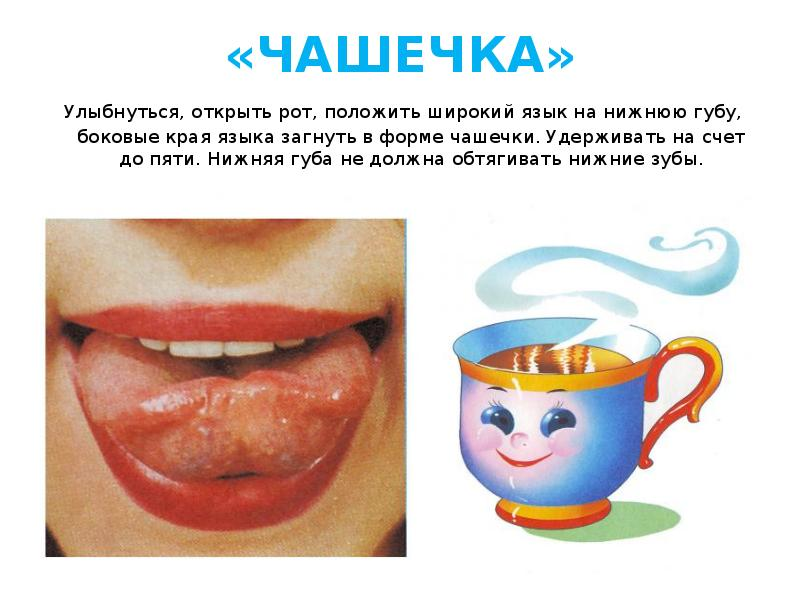 «ЧАШЕЧКА»
Улыбнуться, открыть рот, положить широкий язык на нижнюю губу,
боковые края языка загнуть в форме чашечки. Удерживать на счет
до пяти. Нижняя губа не должна обтягивать нижние зубы.